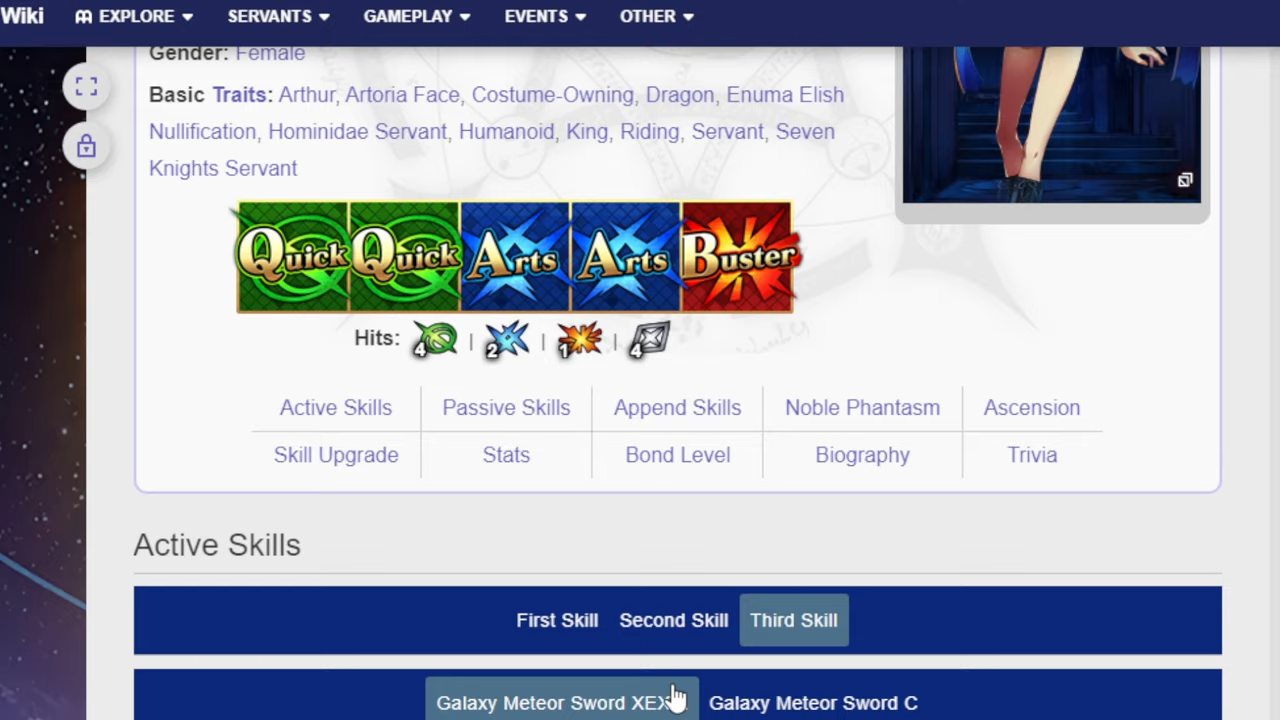 Wiki EXPLORE SERVANTS GAMEPLAY EVENTS OTHER
Gender: Female
Basic Traits: Arthur, Artoria Face, Costume-Owning, Dragon, Enuma Elish
Nullification, Hominidae Servant, Humanoid, King, Riding, Servant, Seven
Knights Servant
Quick Quick Arts Arts Buster
Hits: 4 | 2 | 1 | 4
Active Skills Passive Skills Append Skills Noble Phantasm Ascension
Skill Upgrade Stats Bond Level Biography Trivia
Active Skills
First Skill Second Skill Third Skill
Galaxy Meteor Sword Galaxy Meteor Sword C